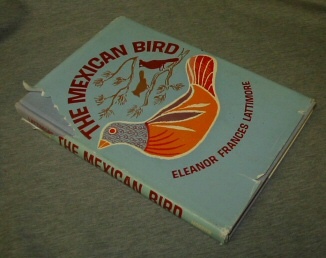 THE MEXICAN BIRD
ELEANOR FRANCES LATTIMORE
THE MEXICAN BIRD